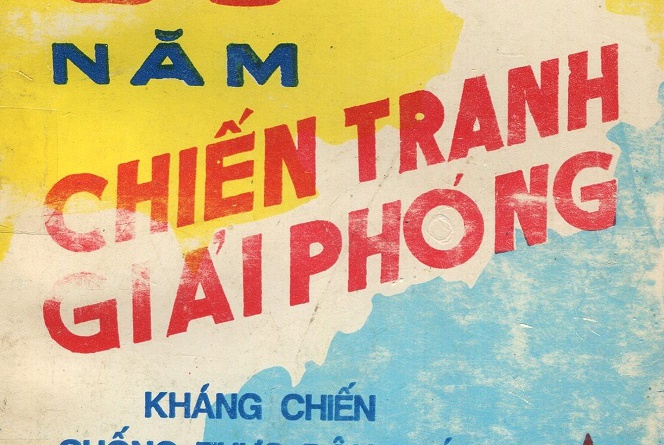 NĂM
CHIẾN TRANH
GIẢI PHÓNG
KHÁNG CHIẾN